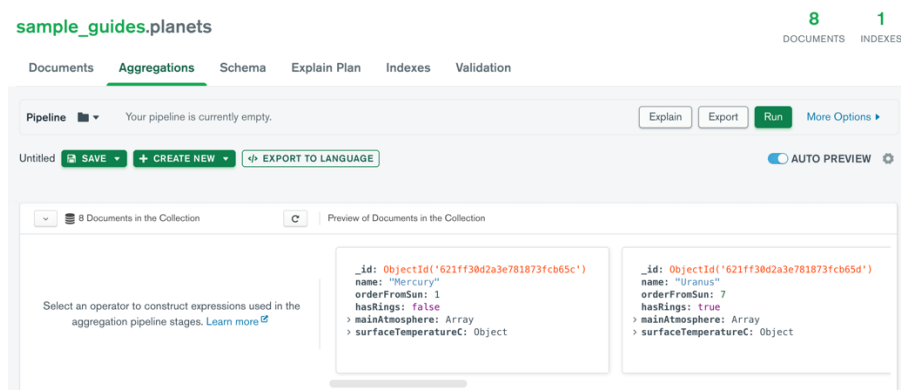 sample_guides.planets
8
DOCUMENTS
1
INDEXES
Documents Aggregations Schema Explain Plan Indexes Validation
Pipeline Your pipeline is currently empty. Explain Export Run More Options
Untitled SAVE + CREATE NEW </> EXPORT TO LANGUAGE AUTO PREVIEW
8 Documents in the Collection
Preview of Documents in the Collection
Select an operator to construct expressions used in the
aggregation pipeline stages. Learn more
_id: ObjectId('621ff30d2a3e781873fcb65c')
name: "Mercury"
orderFromSun: 1
hasRings: false
> mainAtmosphere: Array
> surfaceTemperatureC: Object
_id: ObjectId('621ff30d2a3e781873fcb65d')
name: "Uranus"
orderFromSun: 7
hasRings: true
> mainAtmosphere: Array
> surfaceTemperatureC: Object